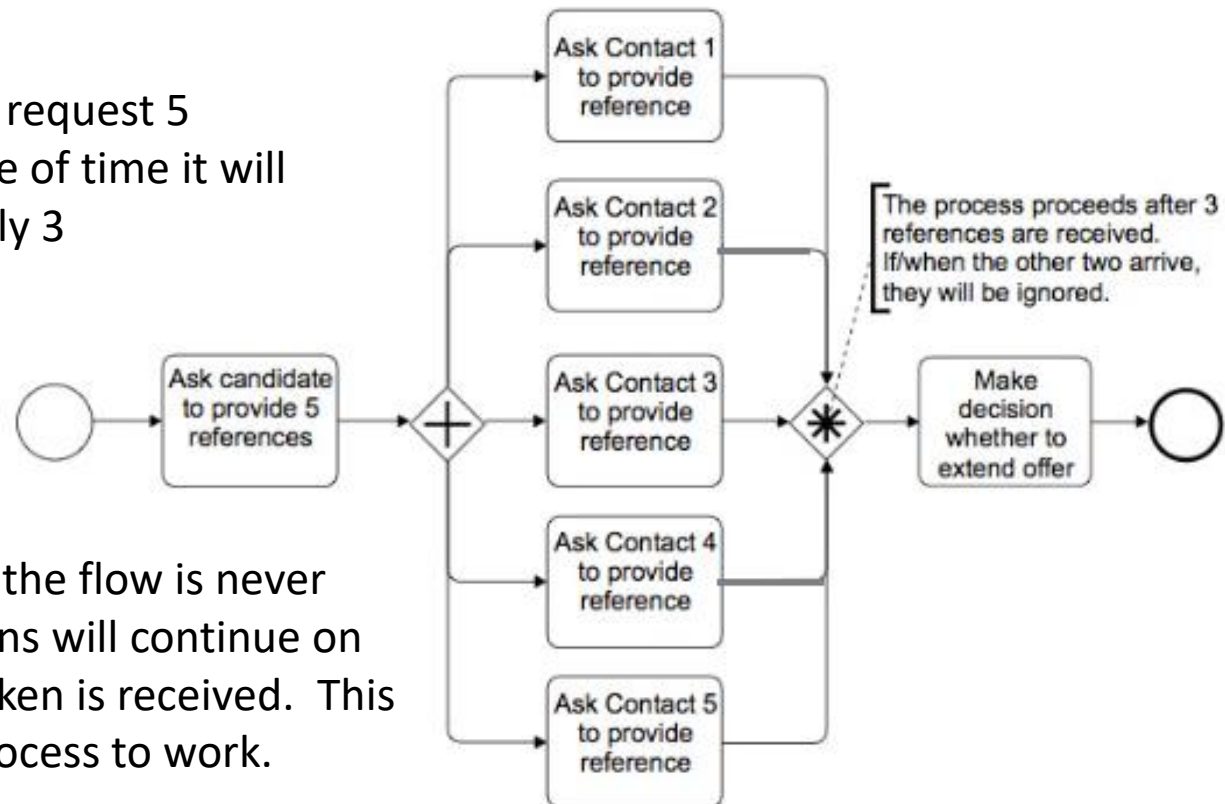 request 5
e of time it will
ly 3
Ask candidate
to provide 5
references
Ask Contact 1
to provide
reference
Ask Contact 2
to provide
reference
Ask Contact 3
to provide
reference
Ask Contact 4
to provide
reference
Ask Contact 5
to provide
reference
The process proceeds after 3
references are received.
If/when the other two arrive,
they will be ignored.
Make
decision
whether to
extend offer
the flow is never
ns will continue on
ken is received.  This
ocess to work.